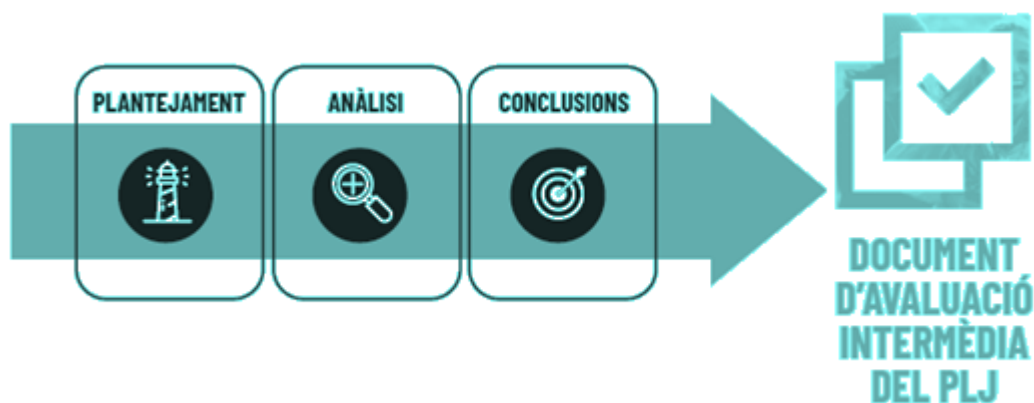 PLANTEJAMENT
ANÀLISI
CONCLUSIONS
DOCUMENT
D'AVALUACIÓ
INTERMÈDIA
DEL PLJ